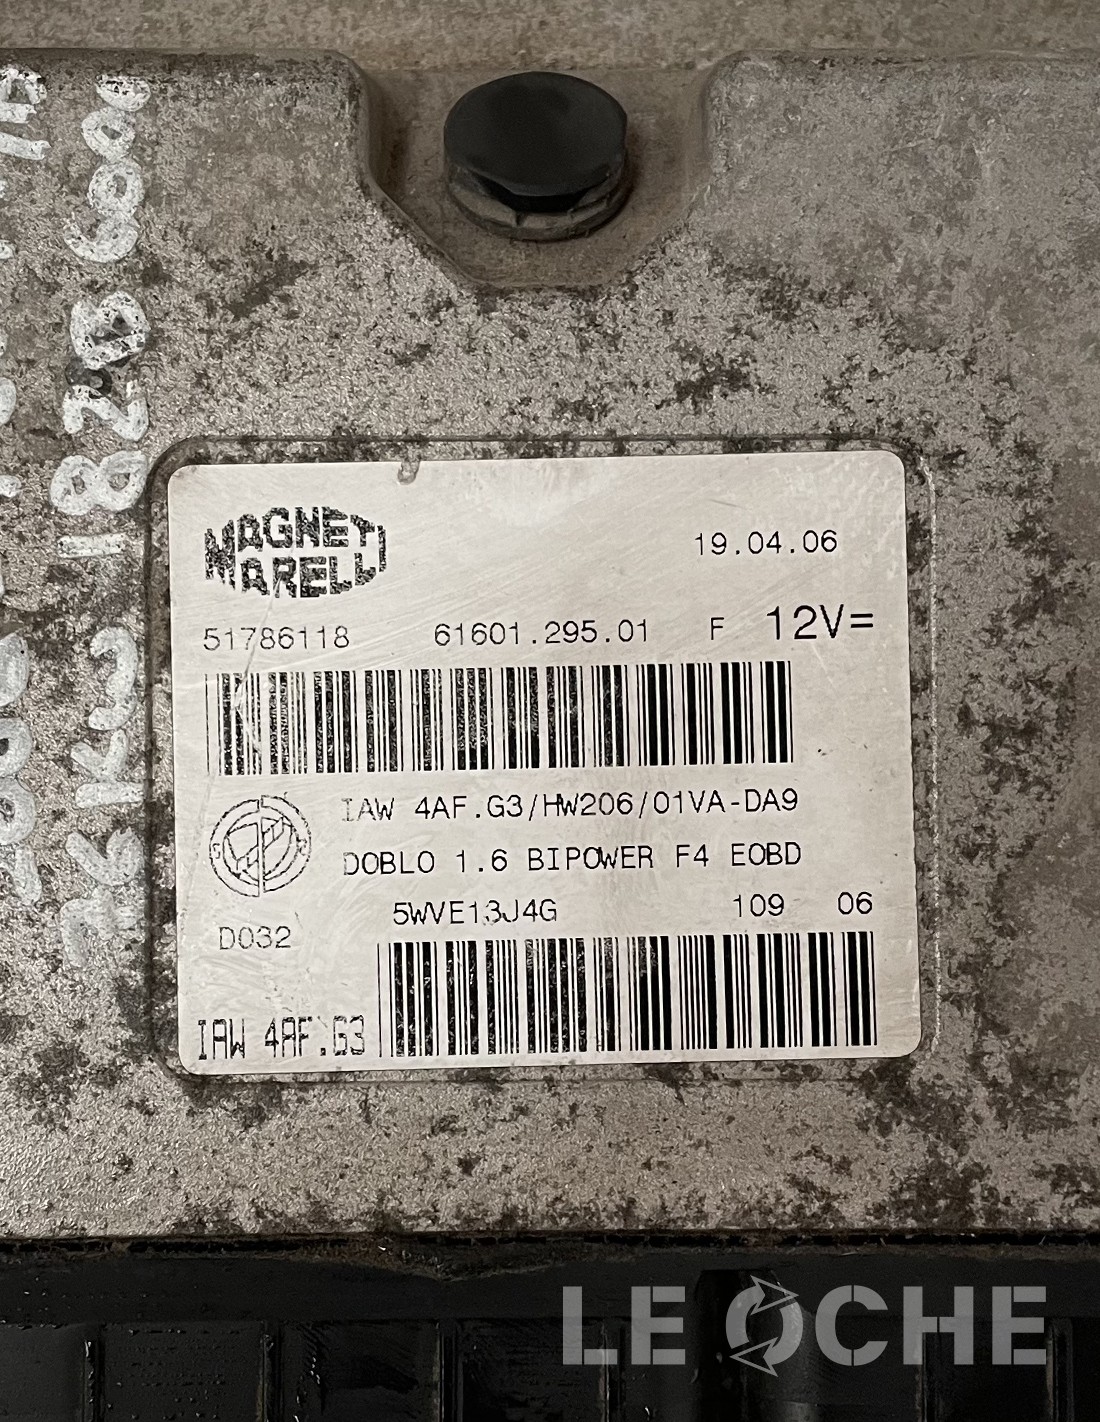 MAGNETI
MARELLI
19.04.06
51786118 61601.295.01 F 12V=
IAW 4AF.G3/HW206/01VA-DA9
DOBLO 1.6 BIPOWER F4 EOBD
5WVE13J4G 109 06
D032
IAW 4AF.G3
LE OCHE